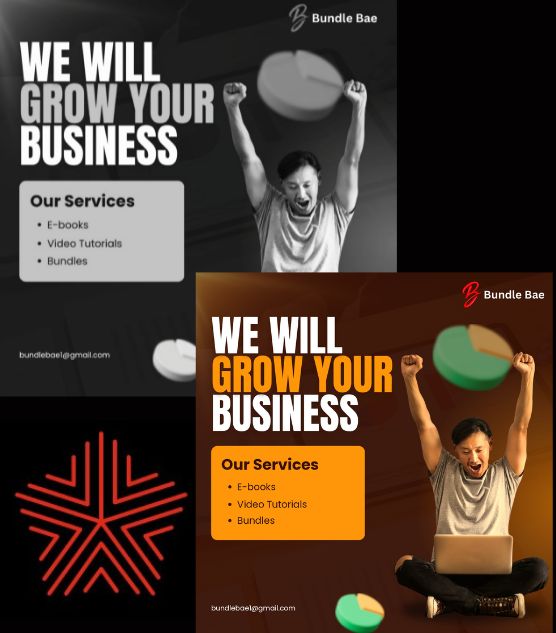 Bundle Bae
WE WILL
GROW YOUR
BUSINESS
Our Services
• E-books
• Video Tutorials
• Bundles
bundlebae1@gmail.com
Bundle Bae
WE WILL
GROW YOUR
BUSINESS
Our Services
• E-books
• Video Tutorials
• Bundles
bundlebae1@gmail.com